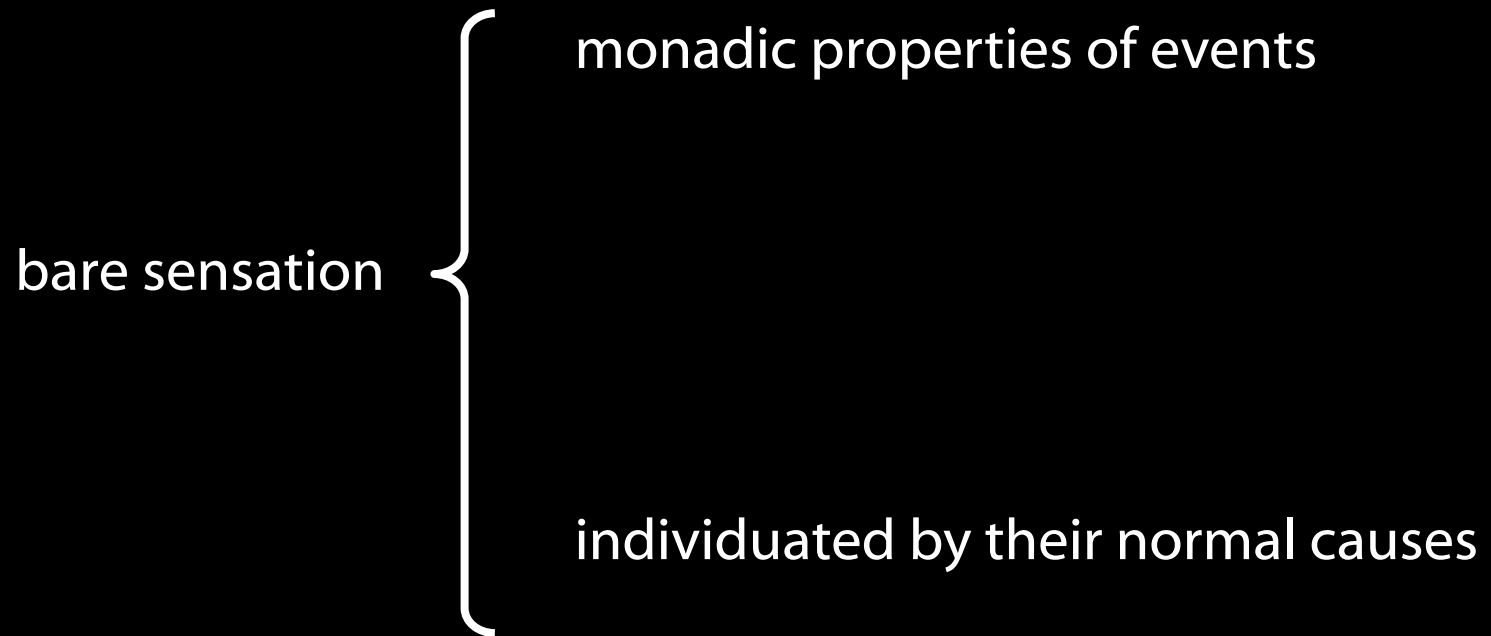 monadic properties of events
bare sensation
individuated by their normal causes